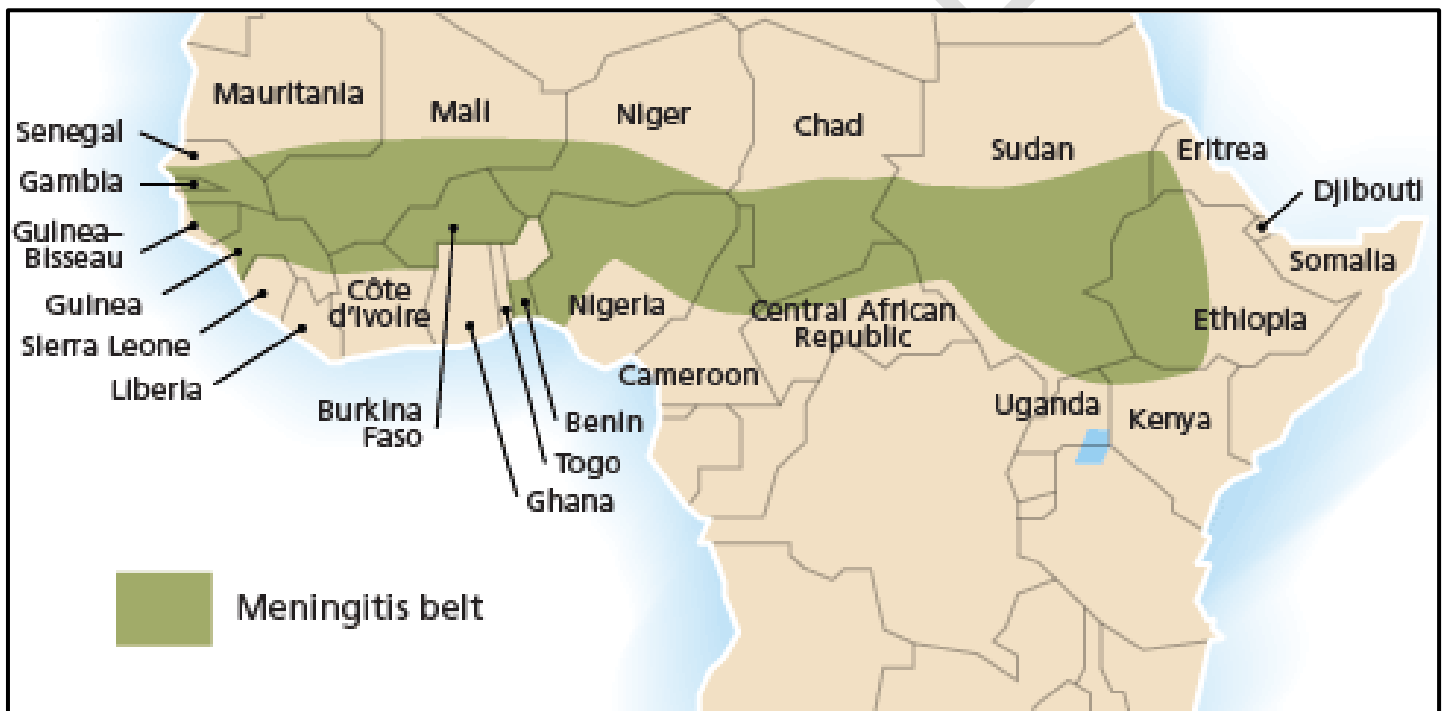 Mauritania
Mali
Niger
Chad
Sudan
Eritrea
Djibouti
Somalia
Ethiopia
Senegal
Gambia
Guinea–
Bisseau
Guinea
Sierra Leone
Liberia
Côte
d'Ivoire
Burkina
Faso
Ghana
Togo
Benin
Nigeria
Cameroon
Central African
Republic
Uganda
Kenya
Meningitis belt